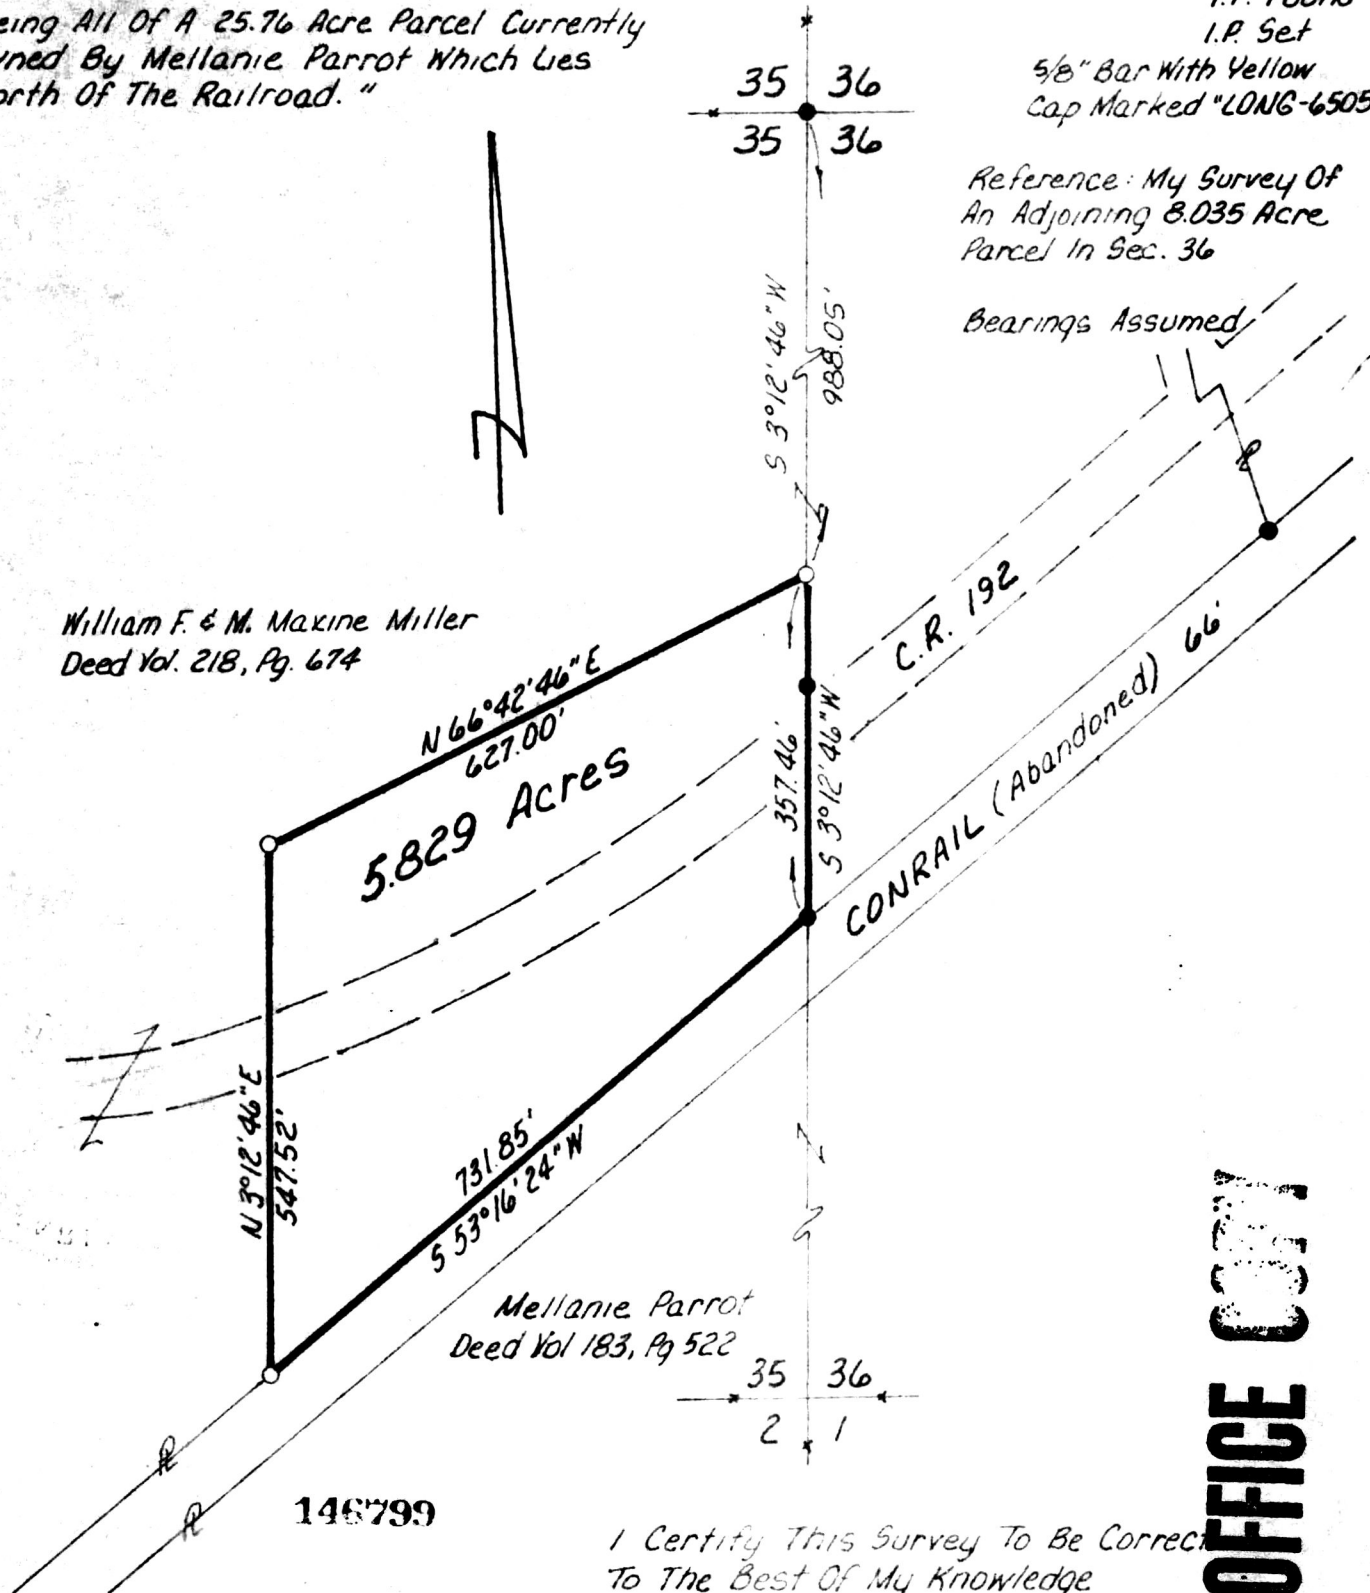 Being All Of A 25.76 Acre Parcel Currently
Owned By Mellanie Parrot Which Lies
North Of The Railroad."
I.P. Found
I.P. Set
5/8" Bar With Yellow
Cap Marked "LONG-6505
Reference: My Survey Of
An Adjoining 8.035 Acre
Parcel In Sec. 36
Bearings Assumed
35 36
35 36
S 3°12'46"W
988.05'
William F. & M. Maxine Miller
Deed Vol. 218, Pg. 674
N 66°42'46"E
627.00'
5.829 Acres
C.R. 192
357.46'
S 3°12'46"W
CONRAIL (Abandoned) 66'
N 3°12'46"E
547.52'
731.85'
S 53°16'24"W
Mellanie Parrot
Deed Vol 183, Pg 522
35 36
2 1
146799
OFFICE COPY
I Certify This Survey To Be Correct
To The Best Of My Knowledge